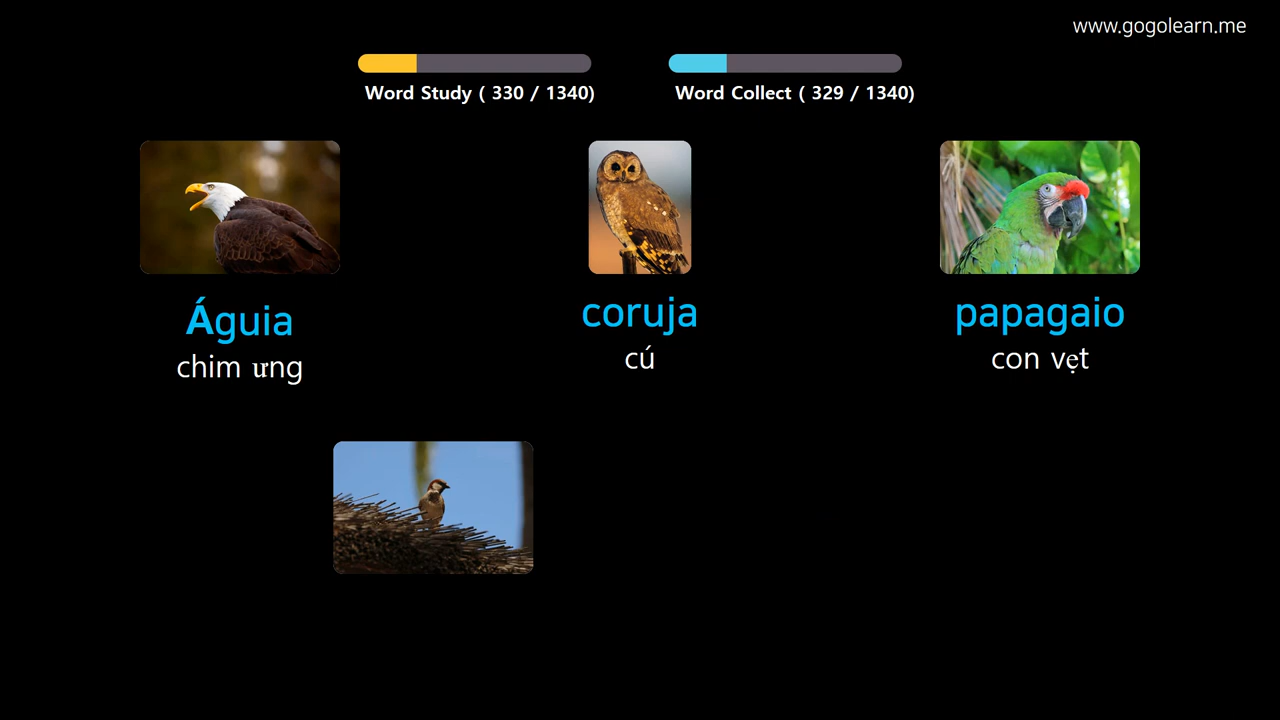 www.gogolearn.me
Word Study ( 330 / 1340)
Word Collect ( 329 / 1340)
Águia
chim ưng
coruja
cú
papagaio
con vẹt